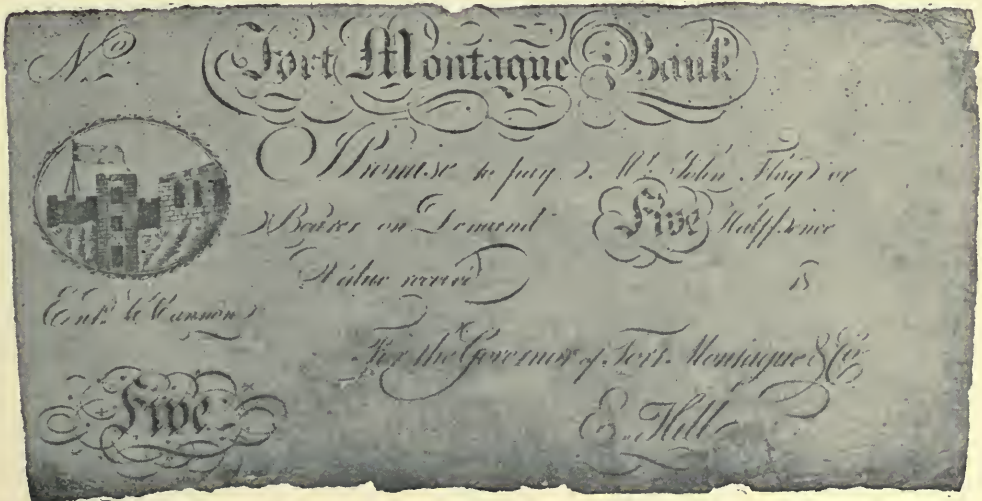 No
Fort Montague Bank
I Promise to pay Mr. John Flag or
Bearer on Demand Five Halfpence
Value receiv'd 18
Entd. W. Cannon
For the Governor of Fort Montague & Co
Five
E. Hill